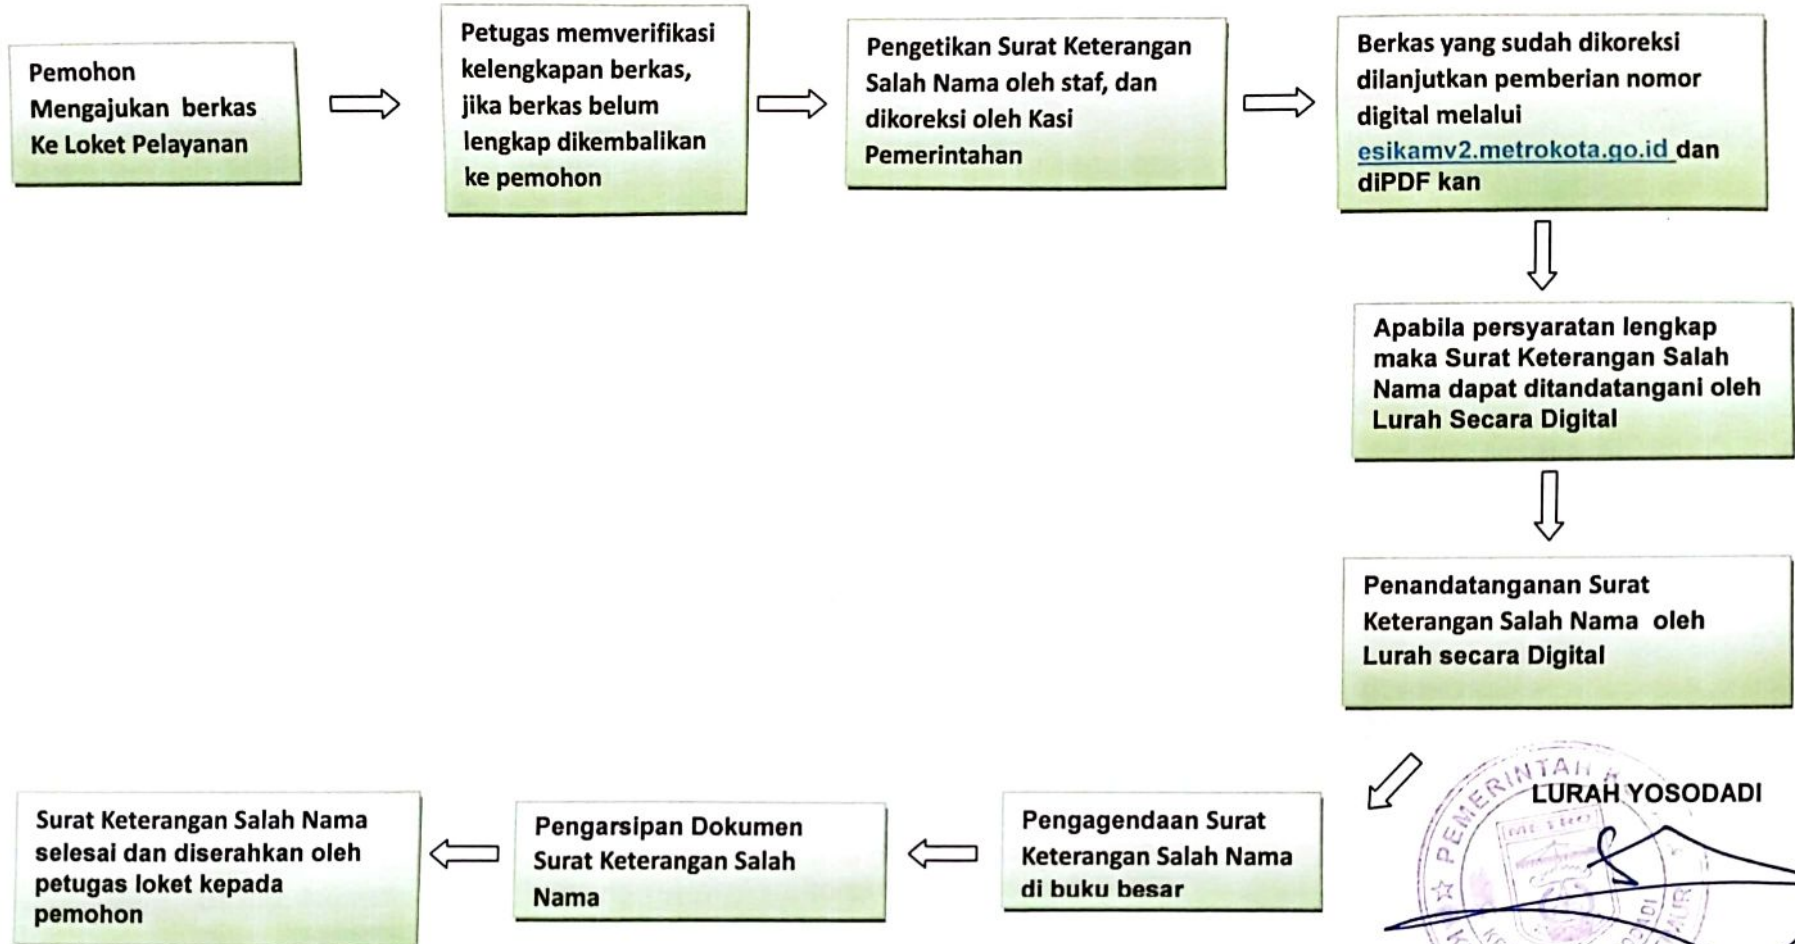 Pemohon
Mengajukan berkas
Ke Loket Pelayanan
Petugas memverifikasi
kelengkapan berkas,
jika berkas belum
lengkap dikembalikan
ke pemohon
Pengetikan Surat Keterangan
Salah Nama oleh staf, dan
dikoreksi oleh Kasi
Pemerintahan
Berkas yang sudah dikoreksi
dilanjutkan pemberian nomor
digital melalui
esikamv2.metrokota.go.id dan
diPDF kan
Apabila persyaratan lengkap
maka Surat Keterangan Salah
Nama dapat ditandatangani oleh
Lurah Secara Digital
Penandatanganan Surat
Keterangan Salah Nama oleh
Lurah secara Digital
Pengagendaan Surat
Keterangan Salah Nama
di buku besar
Pengarsipan Dokumen
Surat Keterangan Salah
Nama
Surat Keterangan Salah Nama
selesai dan diserahkan oleh
petugas loket kepada
pemohon
LURAH YOSODADI
PEMERINTAH
METRO